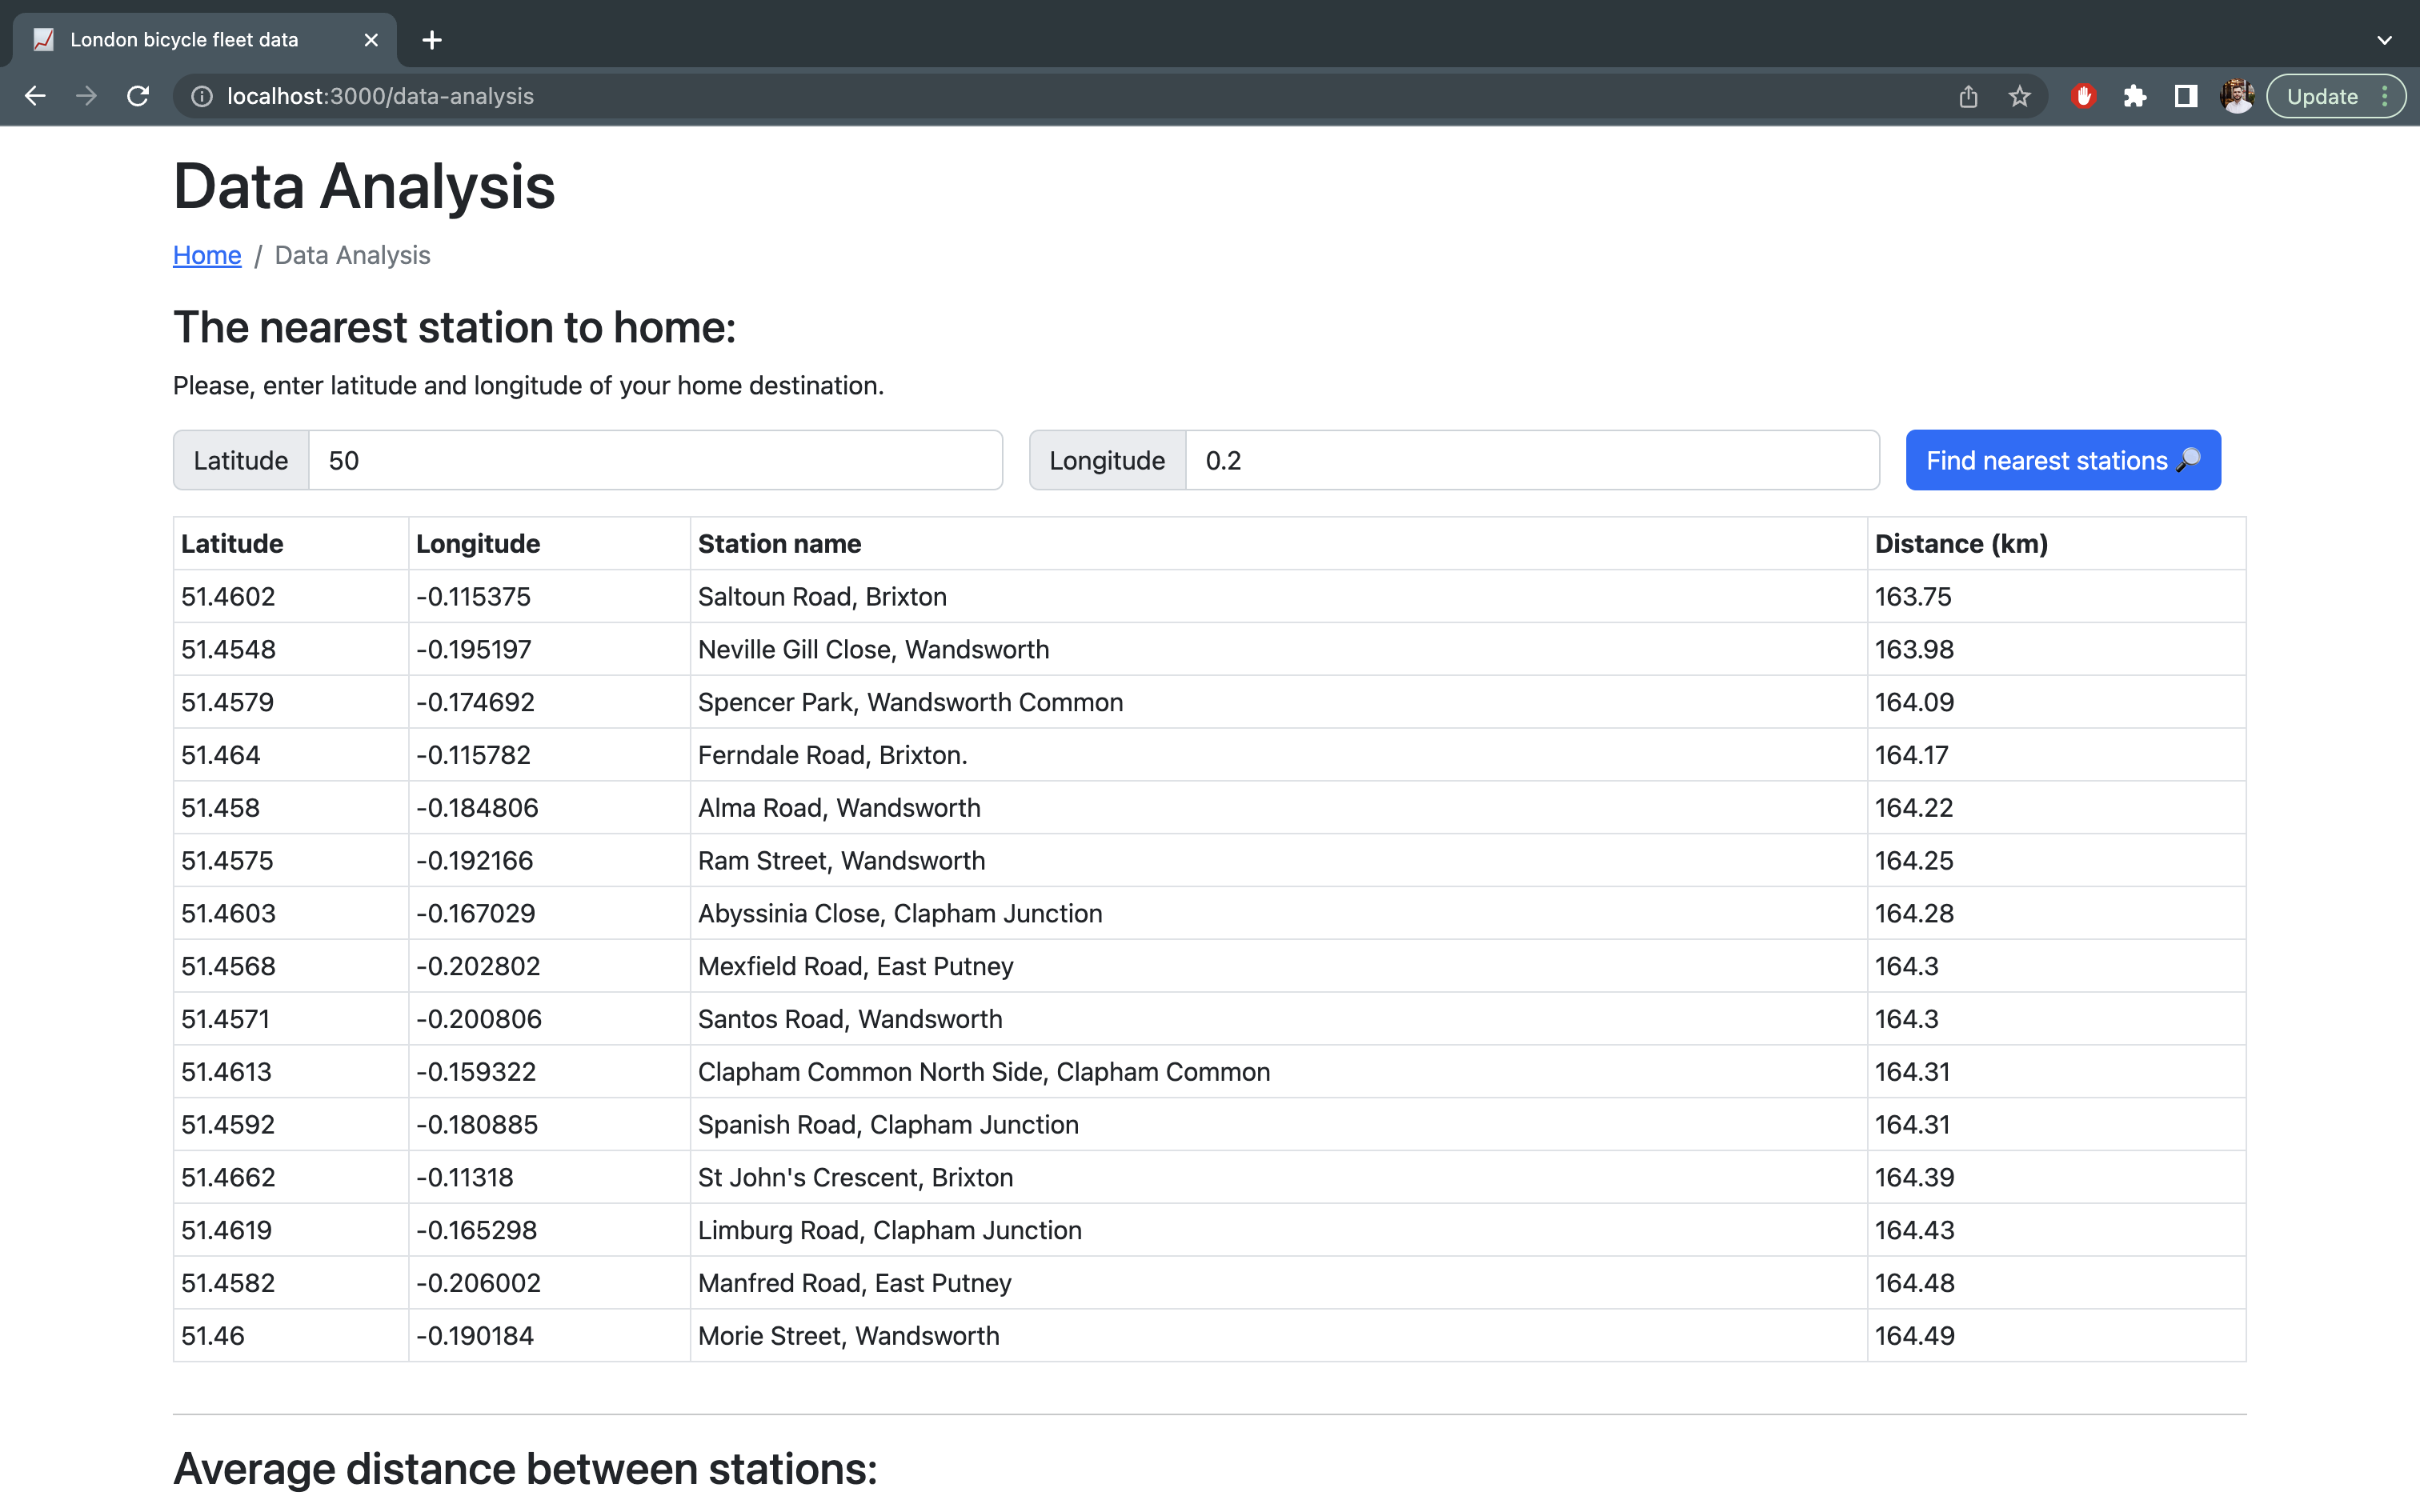 London bicycle fleet data
localhost:3000/data-analysis
Update
Data Analysis
Home / Data Analysis
The nearest station to home:
Please, enter latitude and longitude of your home destination.
Latitude 50 Longitude 0.2 Find nearest stations 🔎
Latitude Longitude Station name Distance (km)
51.4602 -0.115375 Saltoun Road, Brixton 163.75
51.4548 -0.195197 Neville Gill Close, Wandsworth 163.98
51.4579 -0.174692 Spencer Park, Wandsworth Common 164.09
51.464 -0.115782 Ferndale Road, Brixton. 164.17
51.458 -0.184806 Alma Road, Wandsworth 164.22
51.4575 -0.192166 Ram Street, Wandsworth 164.25
51.4603 -0.167029 Abyssinia Close, Clapham Junction 164.28
51.4568 -0.202802 Mexfield Road, East Putney 164.3
51.4571 -0.200806 Santos Road, Wandsworth 164.3
51.4613 -0.159322 Clapham Common North Side, Clapham Common 164.31
51.4592 -0.180885 Spanish Road, Clapham Junction 164.31
51.4662 -0.11318 St John's Crescent, Brixton 164.39
51.4619 -0.165298 Limburg Road, Clapham Junction 164.43
51.4582 -0.206002 Manfred Road, East Putney 164.48
51.46 -0.190184 Morie Street, Wandsworth 164.49
Average distance between stations: